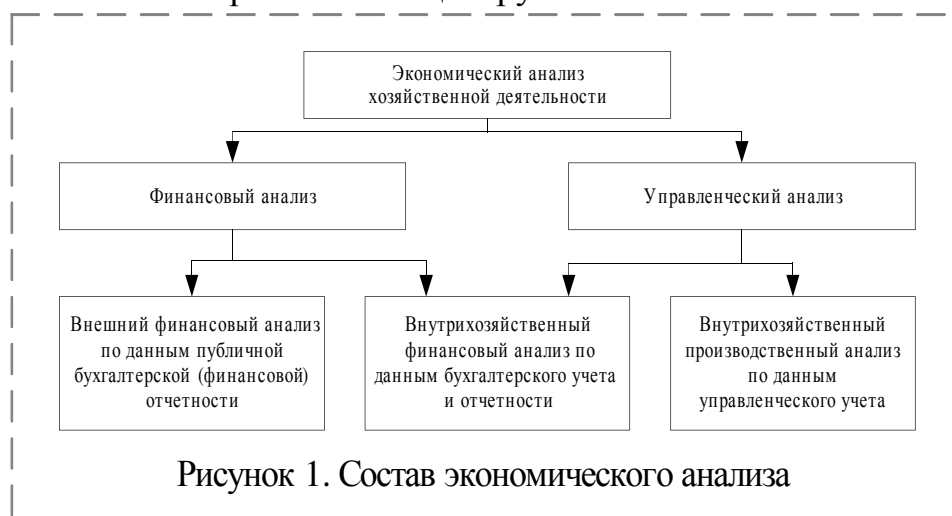 Экономический анализ
хозяйственной деятельности
Финансовый анализ
Управленческий анализ
Внешний финансовый анализ
по данным публичной
бухгалтерской (финансовой)
отчетности
Внутрихозяйственный
финансовый анализ по
данным бухгалтерского учета
и отчетности
Внутрихозяйственный
производственный анализ
по данным
управленческого учета
Рисунок 1. Состав экономического анализа